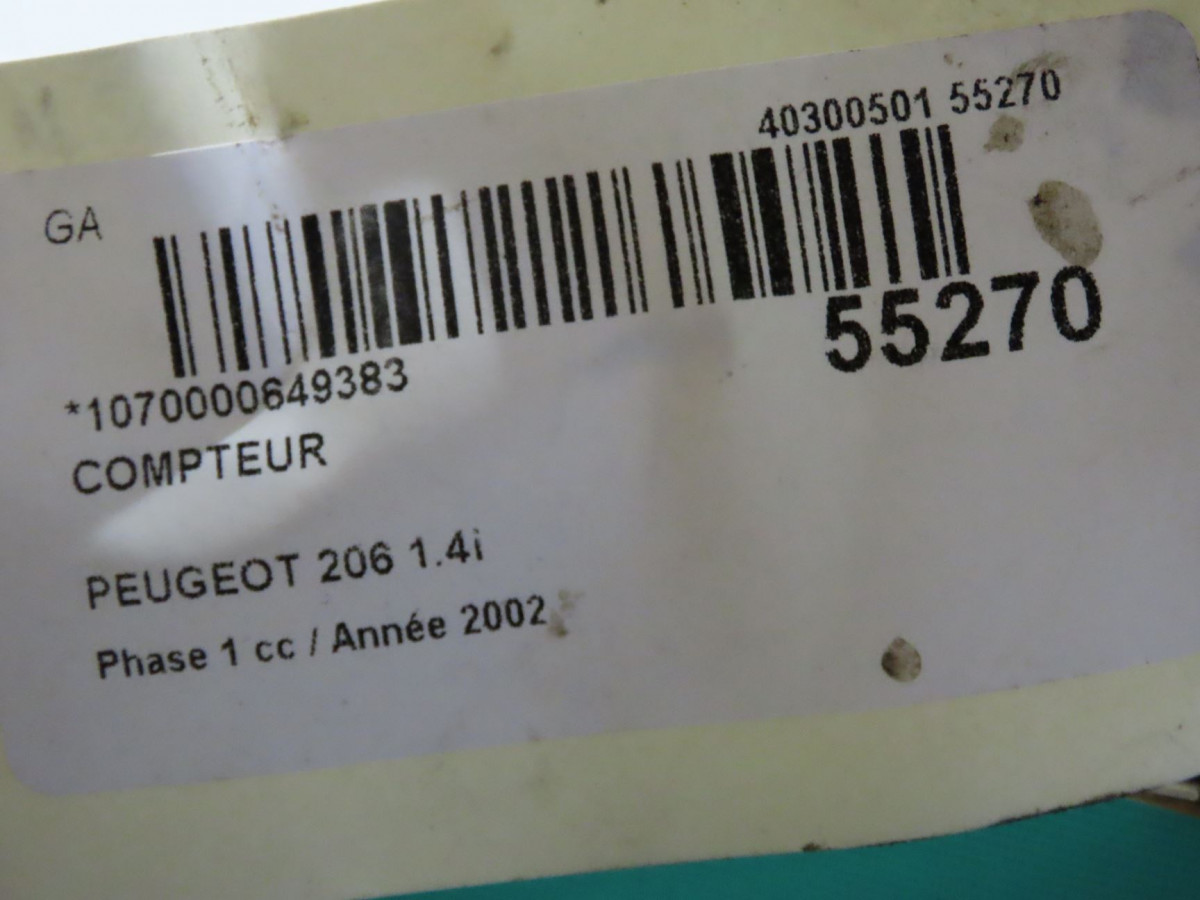 40300501 55270
GA
55270
*1070000649383
COMPTEUR
PEUGEOT 206 1.4i
Phase 1 cc / Année 2002